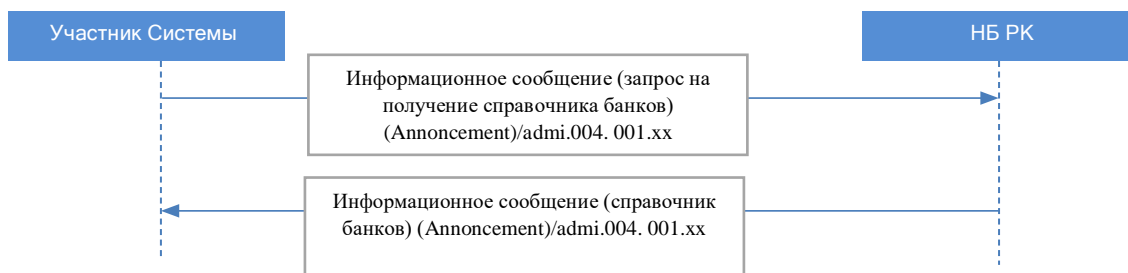 Участник Системы
НБ РК
Информационное сообщение (запрос на
получение справочника банков)
(Annoncement)/admi.004. 001.xx
Информационное сообщение (справочник
банков) (Annoncement)/admi.004. 001.xx